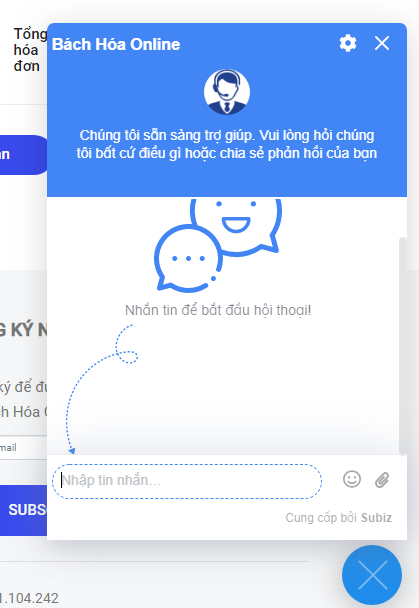 Tổng
hóa
đơn
Bách Hóa Online
Chúng tôi sẵn sàng trợ giúp. Vui lòng hỏi chúng
tôi bất cứ điều gì hoặc chia sẻ phản hồi của bạn
Nhắn tin để bắt đầu hội thoại!
KÝ
ký để
Hóa
Nhập tin nhắn...
SUBS
Cung cấp bởi Subiz
1.104.242